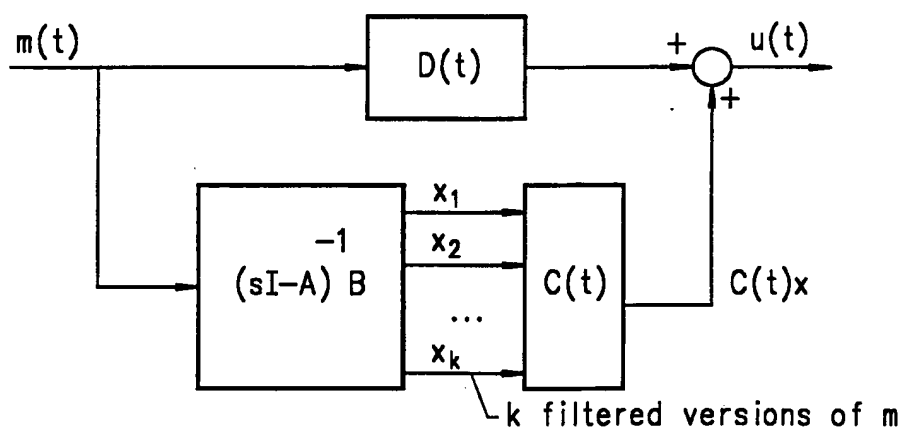 m(t)
D(t)
+
u(t)
+
(sI-A)⁻¹ B
x₁
x₂
...
xₖ
C(t)
C(t)x
k filtered versions of m